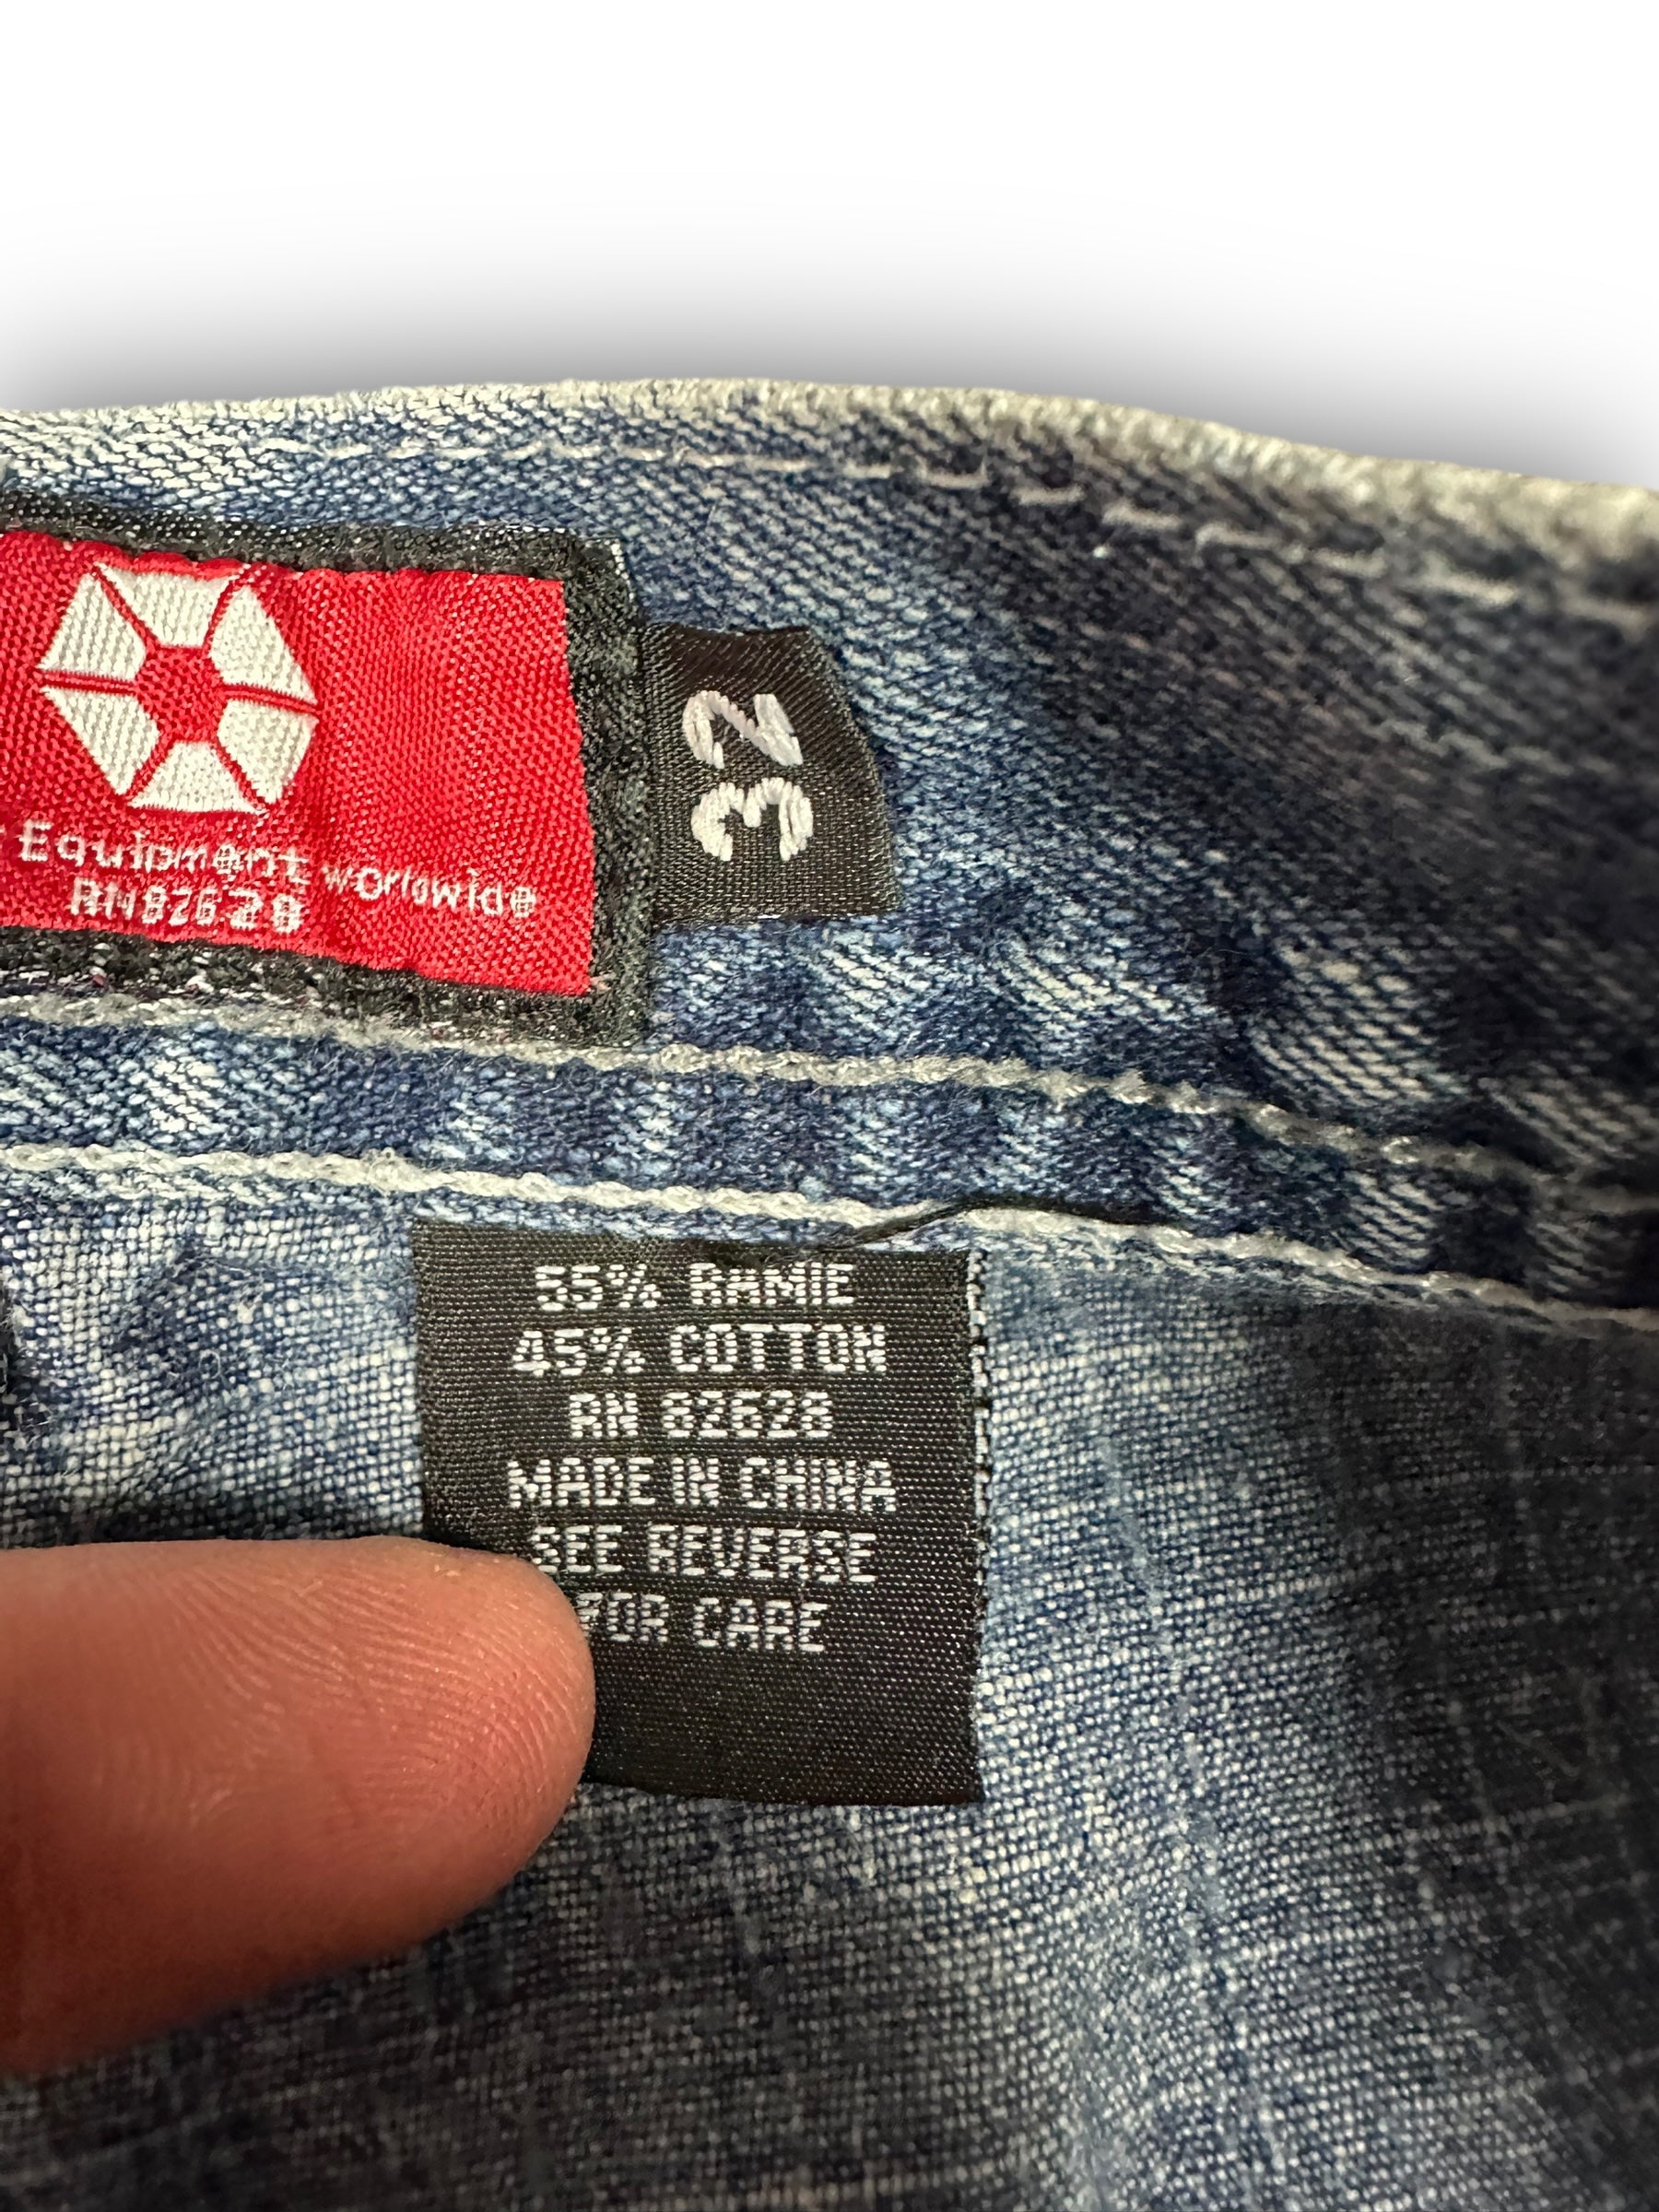 Equipment worldwide
RN82628
32
55% RAMIE
45% COTTON
RN 82628
MADE IN CHINA
SEE REVERSE
FOR CARE